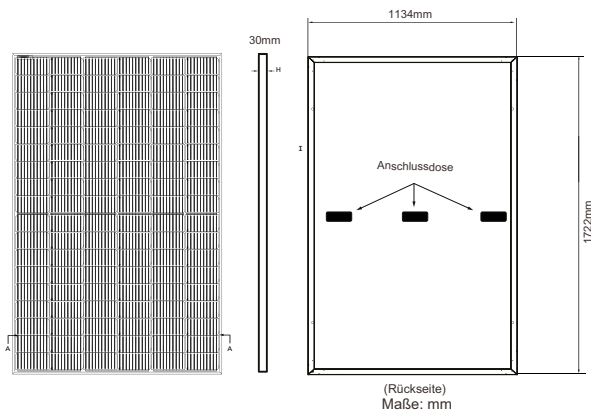 1134mm
30mm
H
I
Anschlussdose
1722mm
A
A
(Rückseite)
Maße: mm